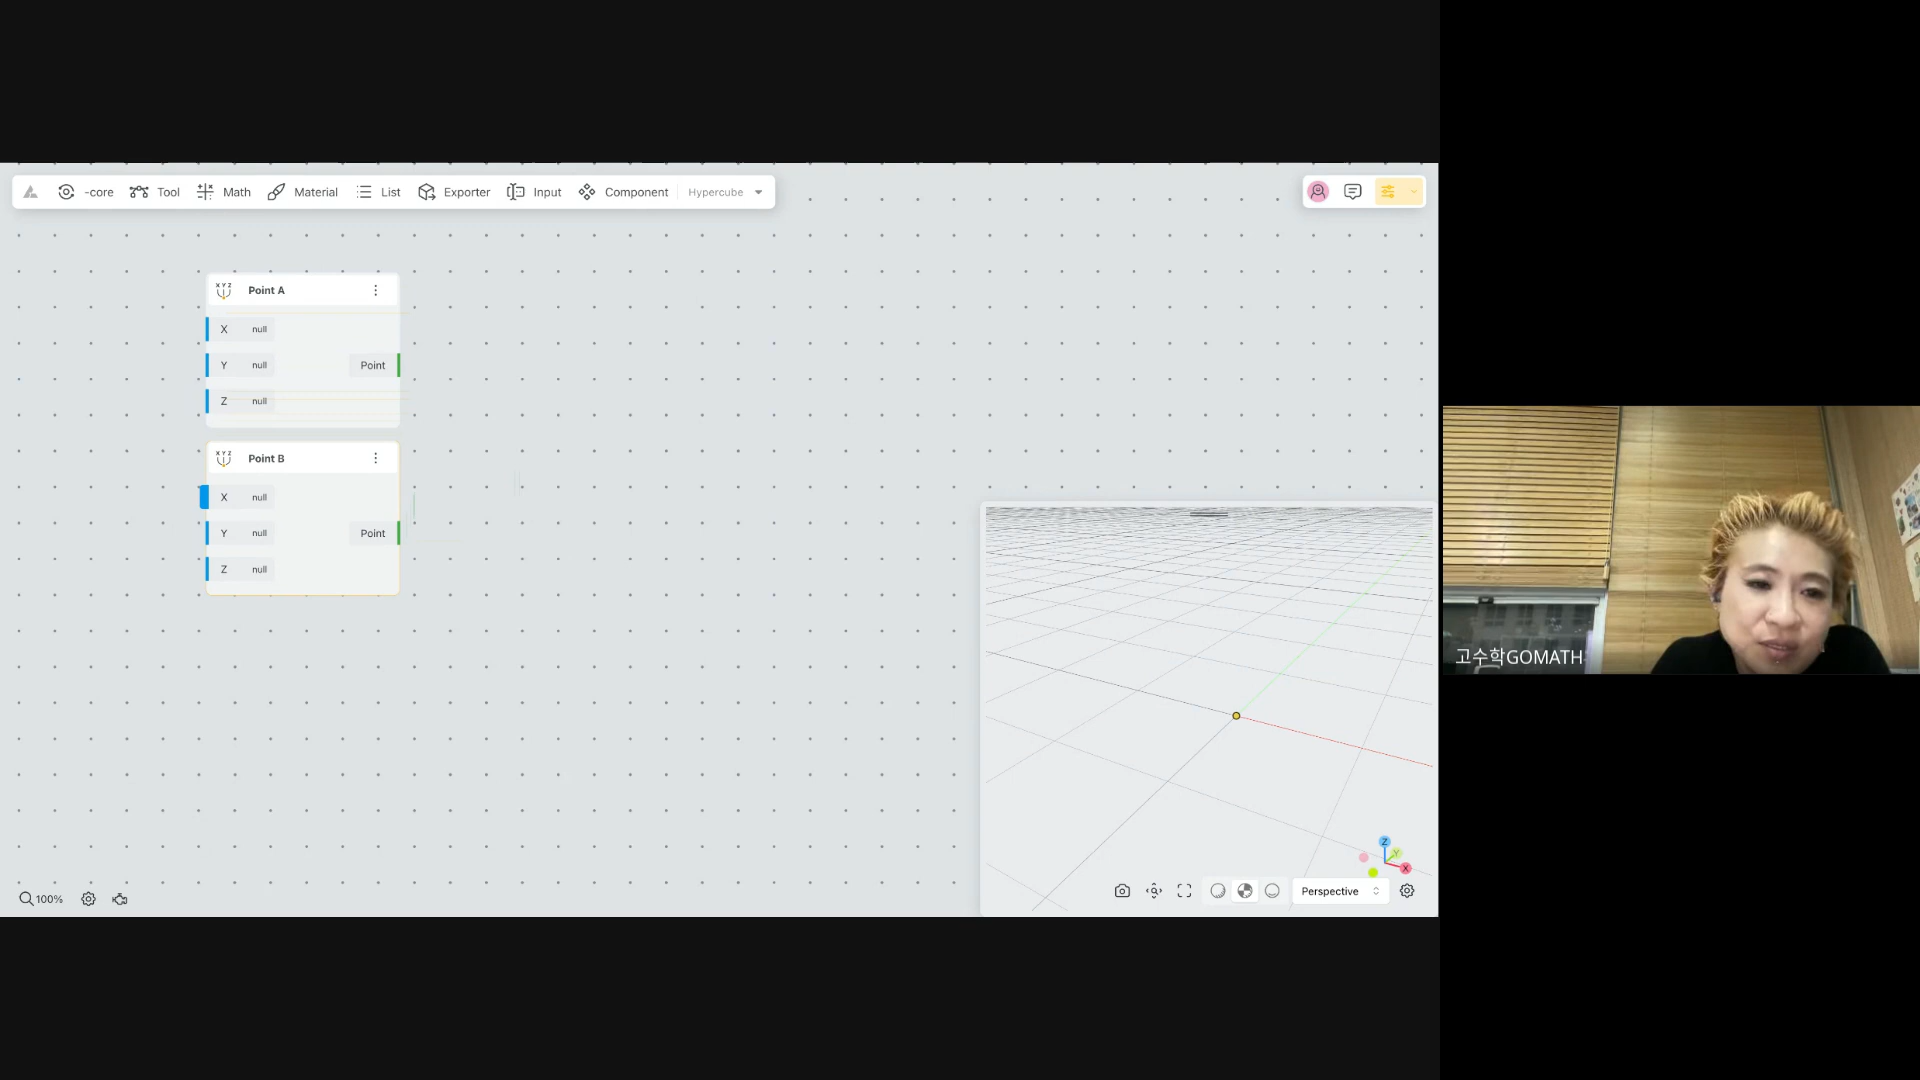 -core Tool Math Material List Exporter Input Component Hypercube
Point A
X null
Y null Point
Z null
Point B
X null
Y null Point
Z null
고수학GOMATH
Z
Y
X
100%
Perspective